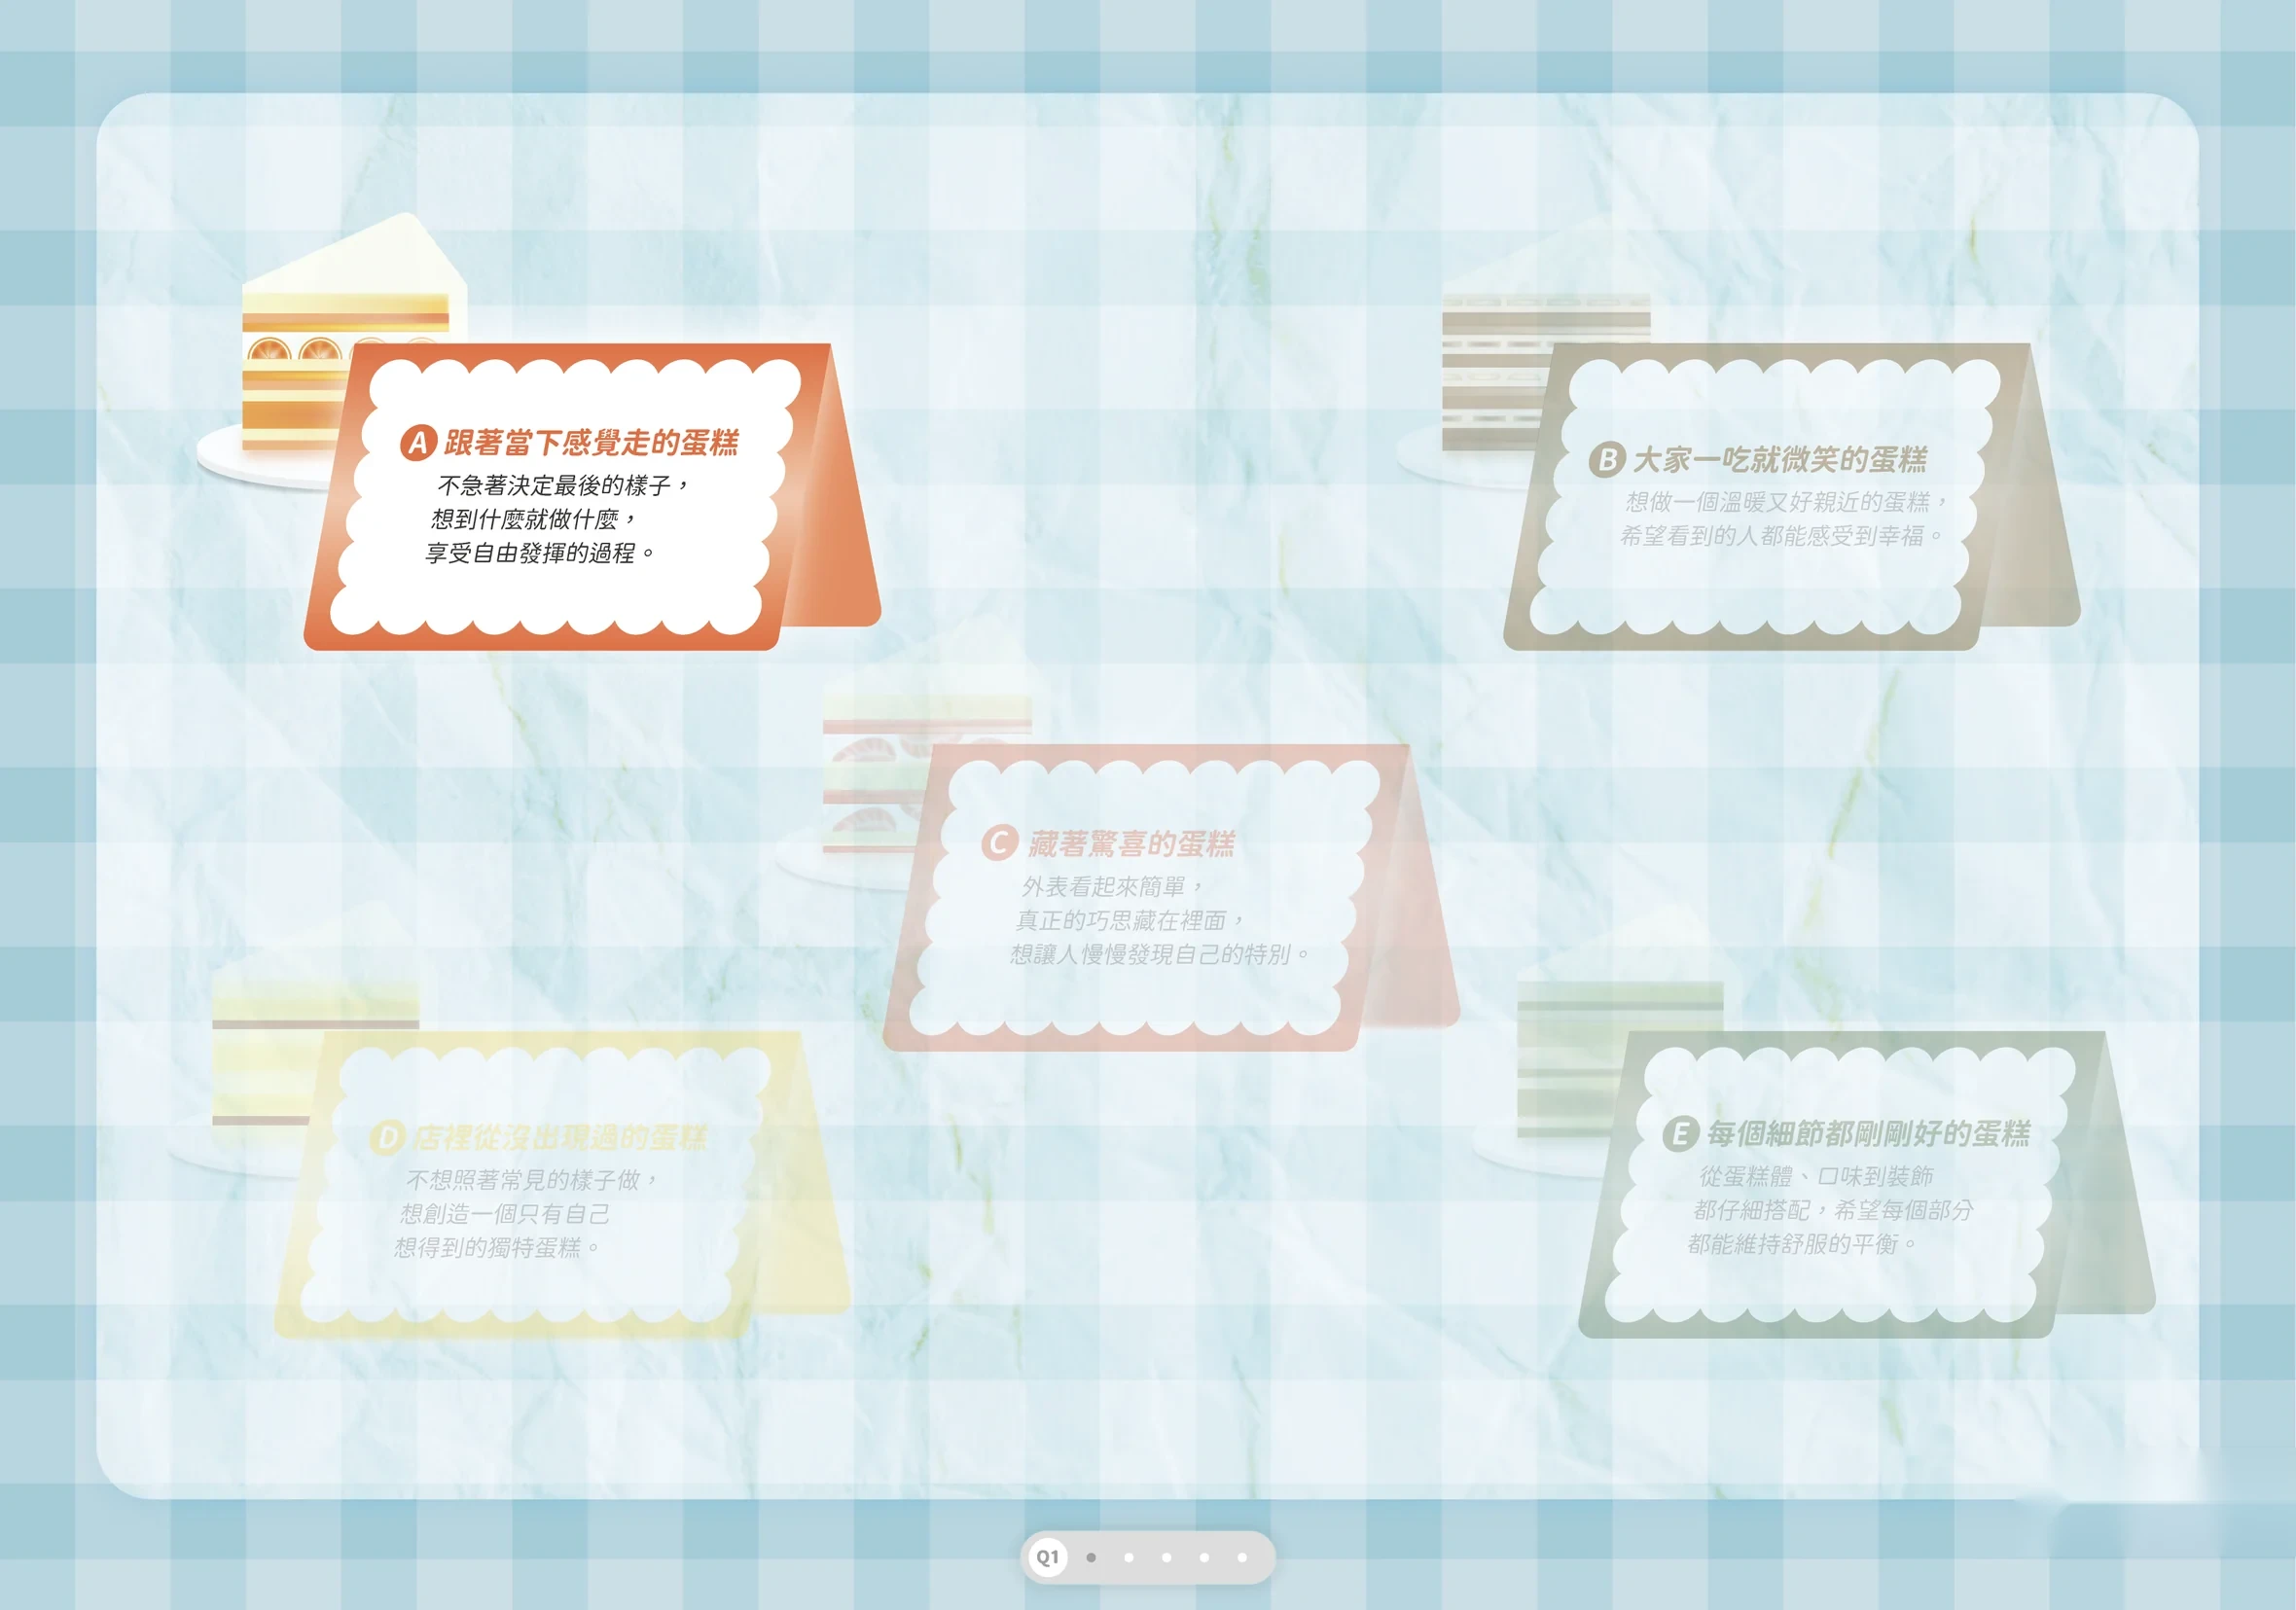 A 跟著當下感覺走的蛋糕
不急著決定最後的樣子，
想到什麼就做什麼，
享受自由發揮的過程。
B 大家一吃就微笑的蛋糕
想做一個溫暖又好親近的蛋糕，
希望看到的人都能感受到幸福。
C 藏著驚喜的蛋糕
外表看起來簡單，
真正的巧思藏在裡面，
想讓人慢慢發現自己的特別。
D 店裡從沒出現過的蛋糕
不想照著常見的樣子做，
想創造一個只有自己
想得到的獨特蛋糕。
E 每個細節都剛剛好的蛋糕
從蛋糕體、口味到裝飾
都仔細搭配，希望每個部分
都能維持舒服的平衡。
Q1